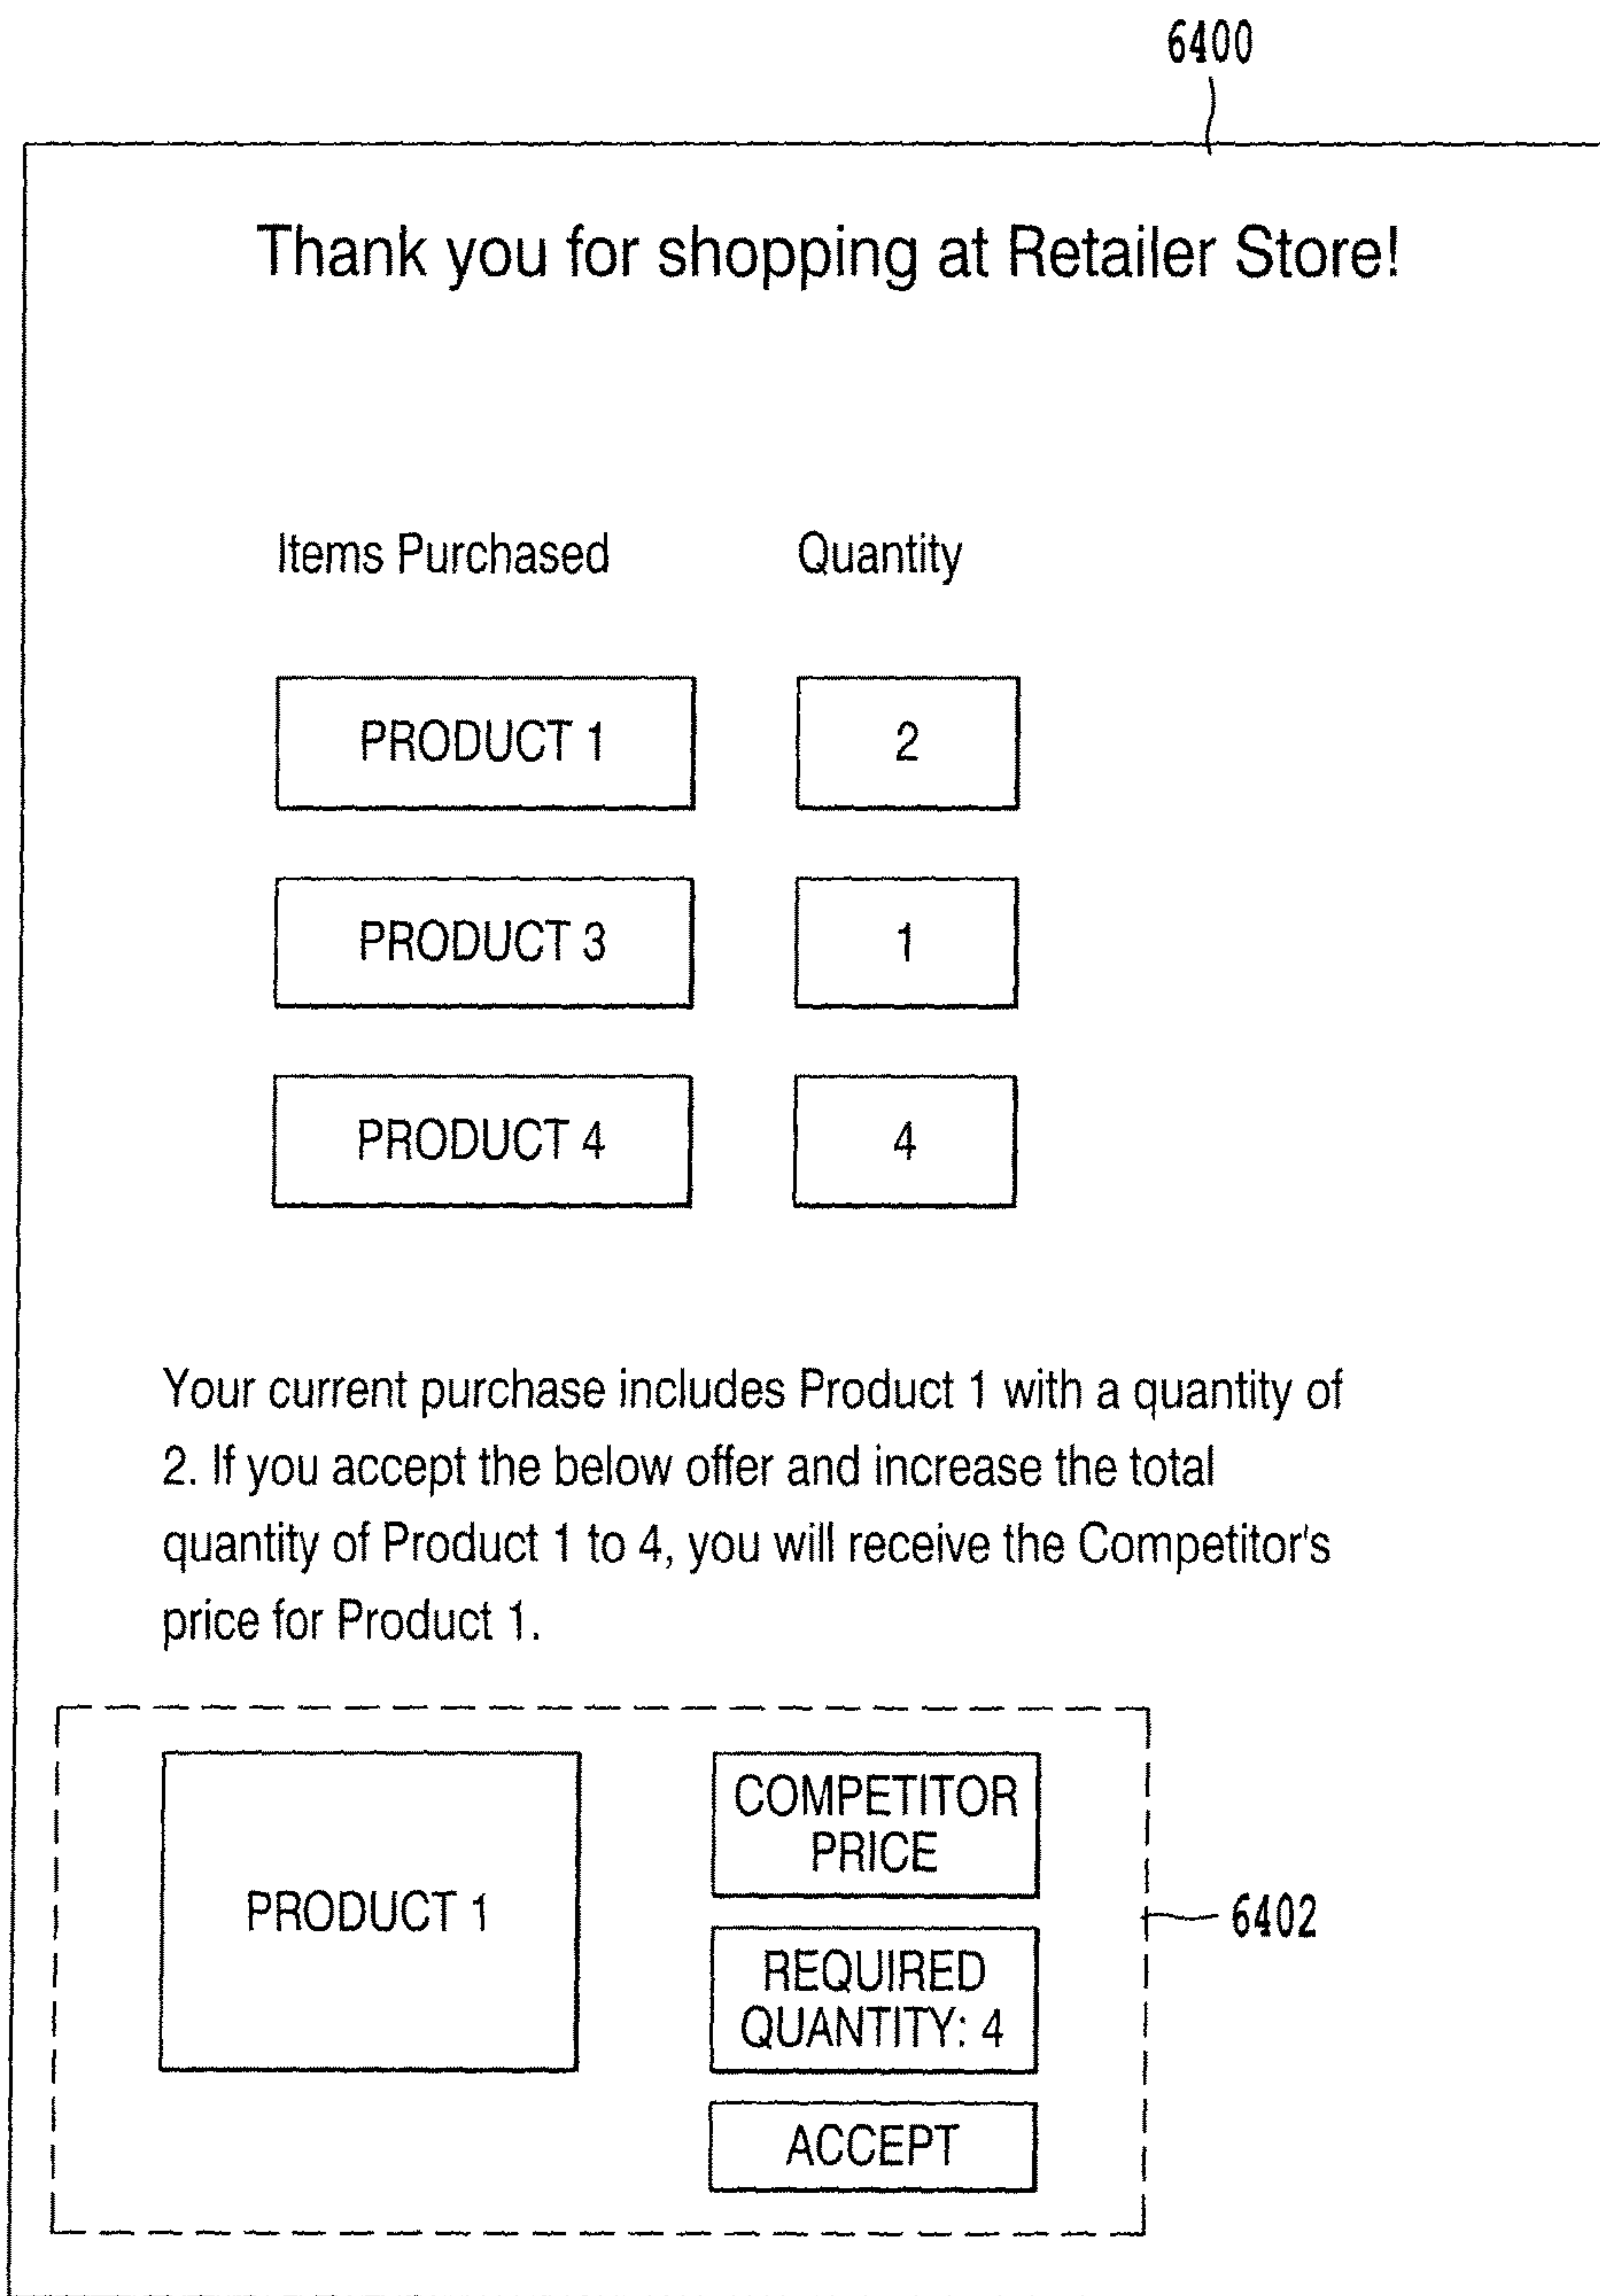 6400
Thank you for shopping at Retailer Store!
Items Purchased Quantity
PRODUCT 1 2
PRODUCT 3 1
PRODUCT 4 4
Your current purchase includes Product 1 with a quantity of
2. If you accept the below offer and increase the total
quantity of Product 1 to 4, you will receive the Competitor's
price for Product 1.
PRODUCT 1
COMPETITOR
PRICE
REQUIRED
QUANTITY: 4
ACCEPT
6402